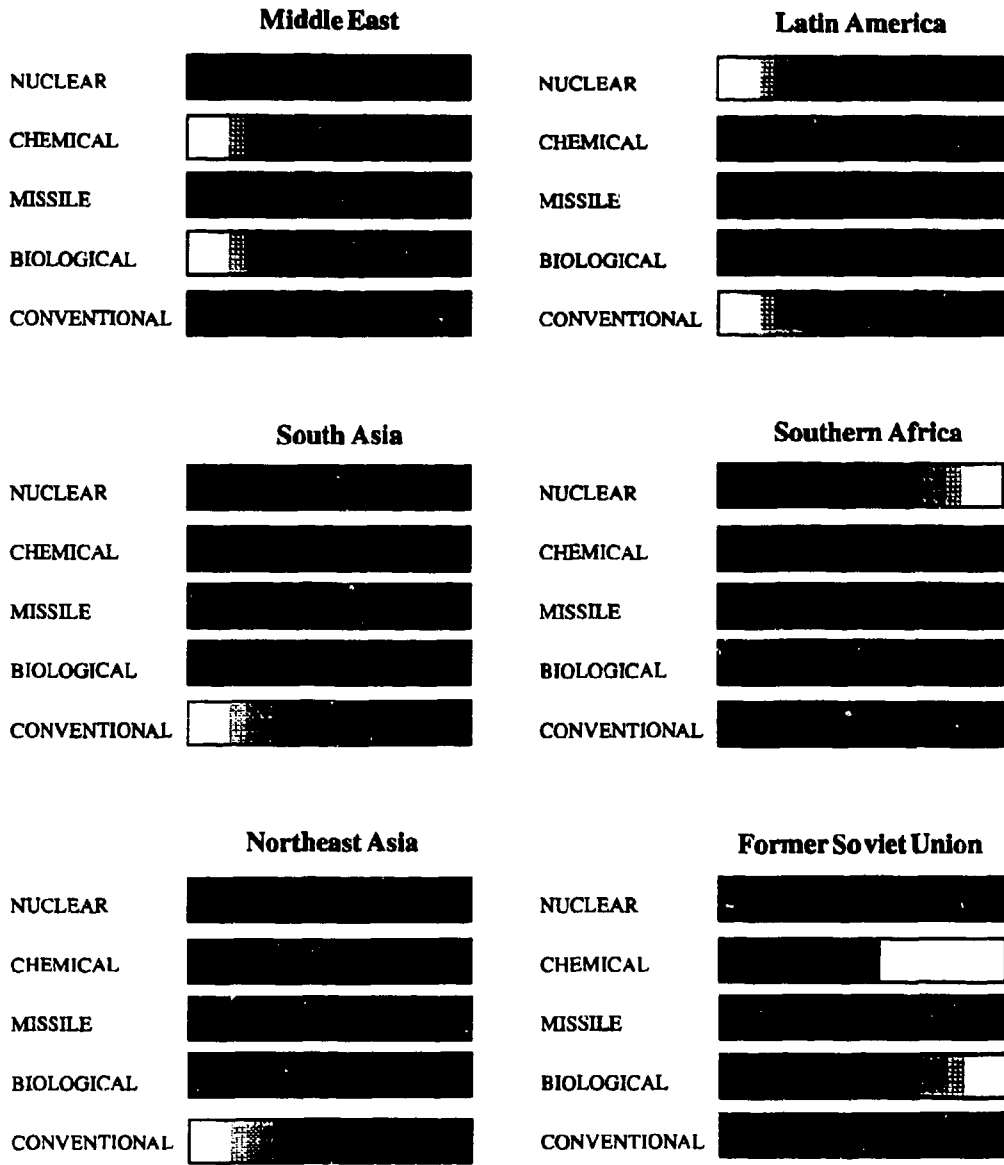 Middle East
NUCLEAR
CHEMICAL
MISSILE
BIOLOGICAL
CONVENTIONAL
Latin America
NUCLEAR
CHEMICAL
MISSILE
BIOLOGICAL
CONVENTIONAL
South Asia
NUCLEAR
CHEMICAL
MISSILE
BIOLOGICAL
CONVENTIONAL
Southern Africa
NUCLEAR
CHEMICAL
MISSILE
BIOLOGICAL
CONVENTIONAL
Northeast Asia
NUCLEAR
CHEMICAL
MISSILE
BIOLOGICAL
CONVENTIONAL
Former Soviet Union
NUCLEAR
CHEMICAL
MISSILE
BIOLOGICAL
CONVENTIONAL